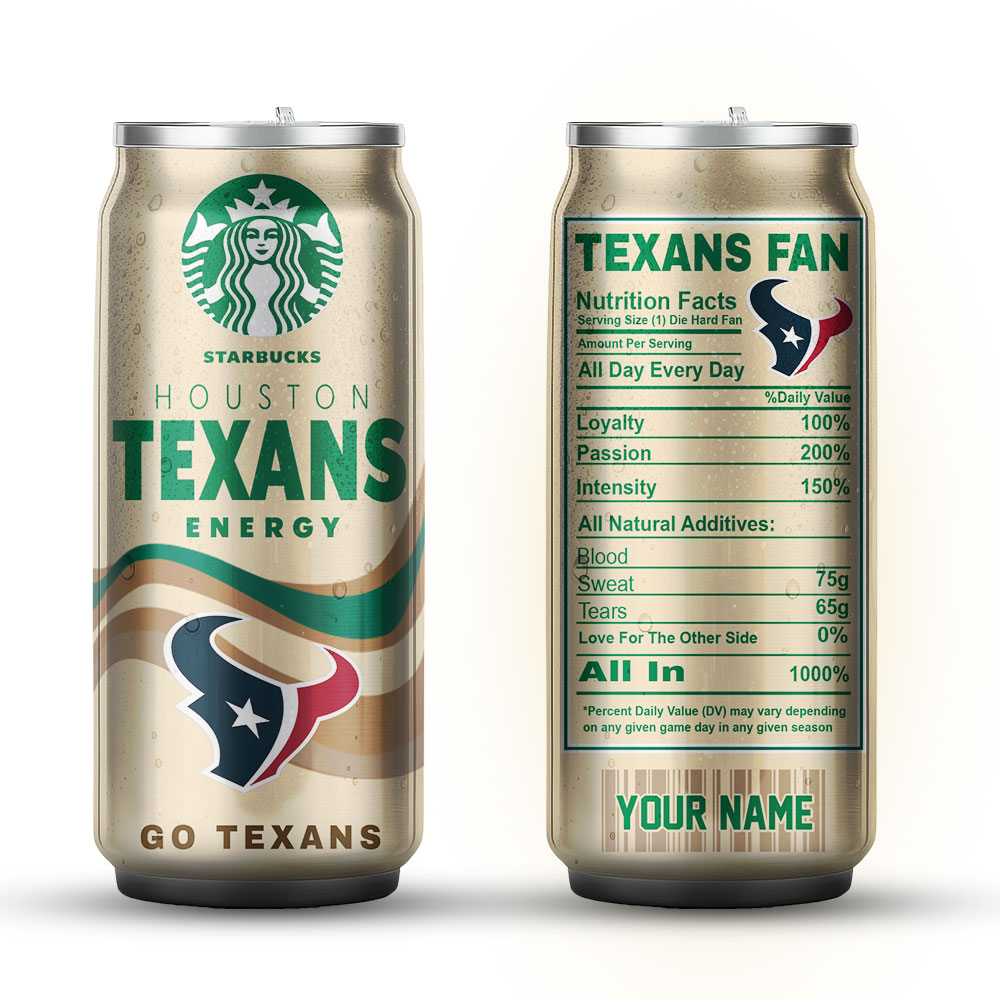 STARBUCKS
HOUSTON
TEXANS
ENERGY
GO TEXANS
TEXANS FAN
Nutrition Facts
Serving Size (1) Die Hard Fan
Amount Per Serving
All Day Every Day
%Daily Value
Loyalty 100%
Passion 200%
Intensity 150%
All Natural Additives:
Blood
Sweat 75g
Tears 65g
Love For The Other Side 0%
All In 1000%
*Percent Daily Value (DV) may vary depending
on any given game day in any given season
YOUR NAME